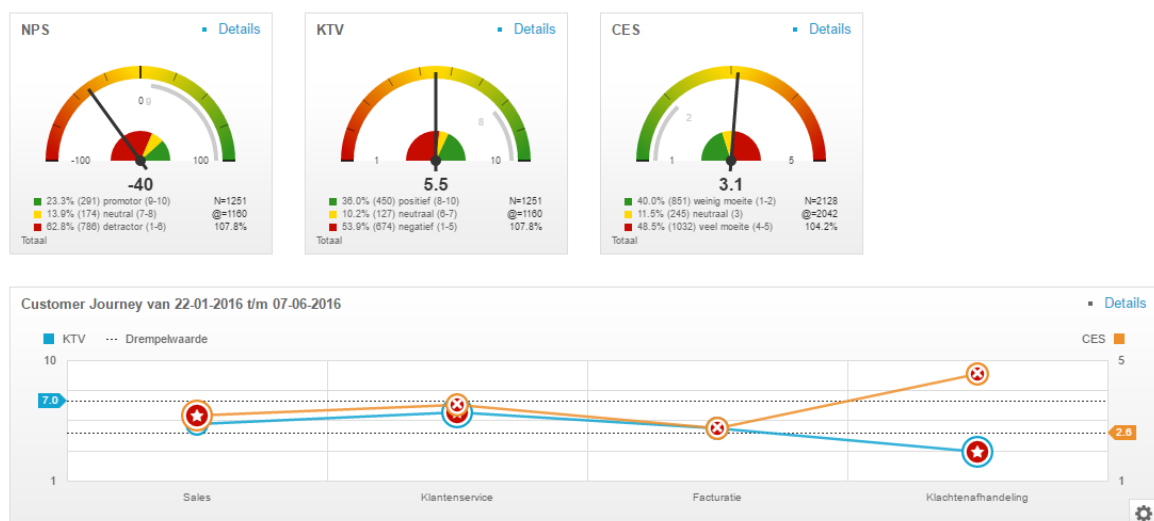 NPS Details
0 9
-100 100
-40
23.3% (291) promotor (9-10) N=1251
13.9% (174) neutral (7-8) @=1160
62.8% (786) detractor (1-6) 107.8%
Totaal
KTV Details
8
1 10
5.5
36.0% (450) positief (8-10) N=1251
10.2% (127) neutraal (6-7) @=1160
53.9% (674) negatief (1-5) 107.8%
Totaal
CES Details
2
1 5
3.1
40.0% (851) weinig moeite (1-2) N=2128
11.5% (245) neutraal (3) @=2042
48.5% (1032) veel moeite (4-5) 104.2%
Totaal
Customer Journey van 22-01-2016 t/m 07-06-2016 Details
KTV Drempelwaarde CES
10 5
7.0
2.6
1 1
Sales Klantenservice Facturatie Klachtenafhandeling